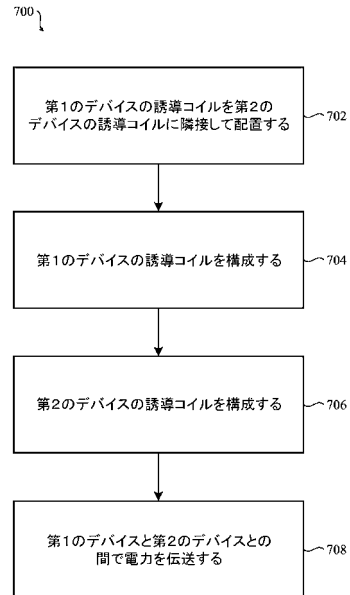 700
第1のデバイスの誘導コイルを第2の
デバイスの誘導コイルに隣接して配置する
702
第1のデバイスの誘導コイルを構成する
704
第2のデバイスの誘導コイルを構成する
706
第1のデバイスと第2のデバイスとの
間で電力を伝送する
708